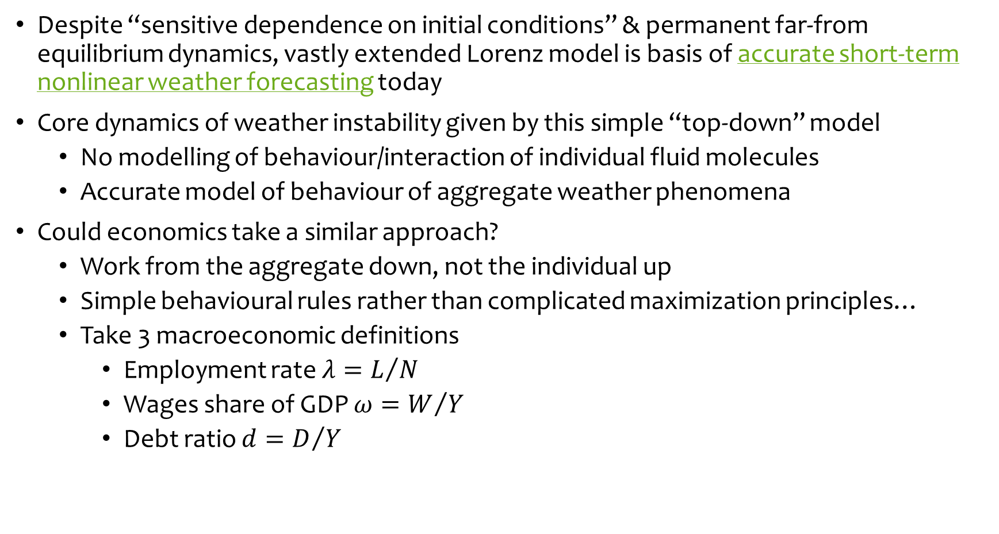 • Despite “sensitive dependence on initial conditions” & permanent far-from
equilibrium dynamics, vastly extended Lorenz model is basis of accurate short-term
nonlinear weather forecasting today
• Core dynamics of weather instability given by this simple “top-down” model
• No modelling of behaviour/interaction of individual fluid molecules
• Accurate model of behaviour of aggregate weather phenomena
• Could economics take a similar approach?
• Work from the aggregate down, not the individual up
• Simple behavioural rules rather than complicated maximization principles…
• Take 3 macroeconomic definitions
• Employment rate λ = L/N
• Wages share of GDP ω = W/Y
• Debt ratio d = D/Y